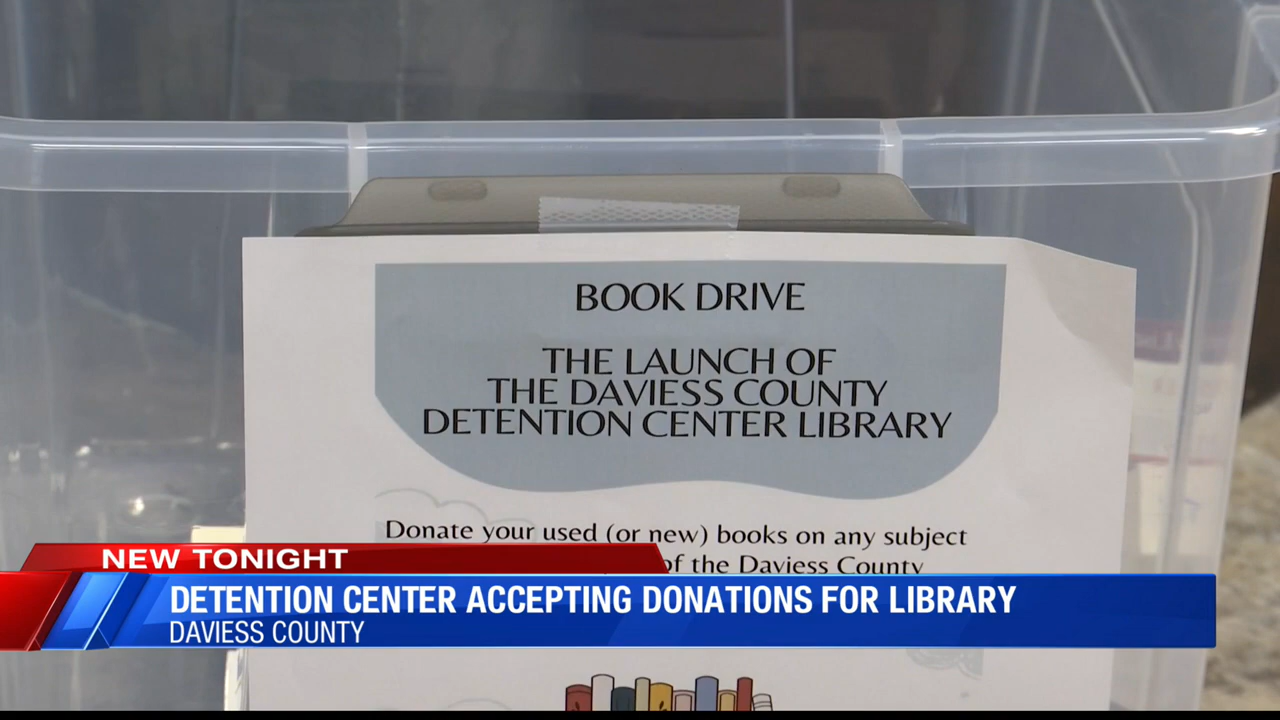 BOOK DRIVE
THE LAUNCH OF
THE DAVIESS COUNTY
DETENTION CENTER LIBRARY
Donate your used (or new) books on any subject
of the Daviess County
NEW TONIGHT
DETENTION CENTER ACCEPTING DONATIONS FOR LIBRARY
DAVIESS COUNTY